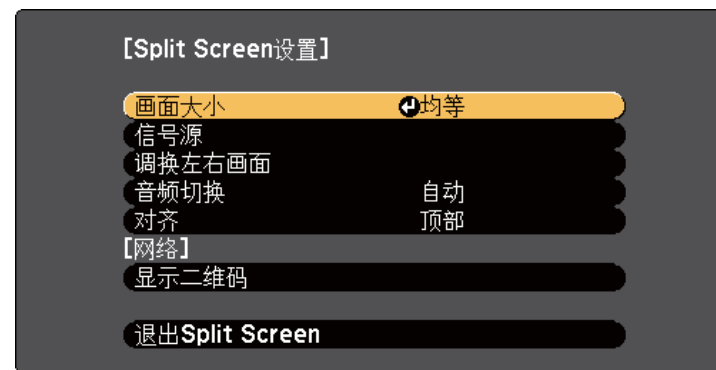 [Split Screen设置]
画面大小 均等
信号源
调换左右画面
音频切换 自动
对齐 顶部
[网络]
显示二维码
退出Split Screen